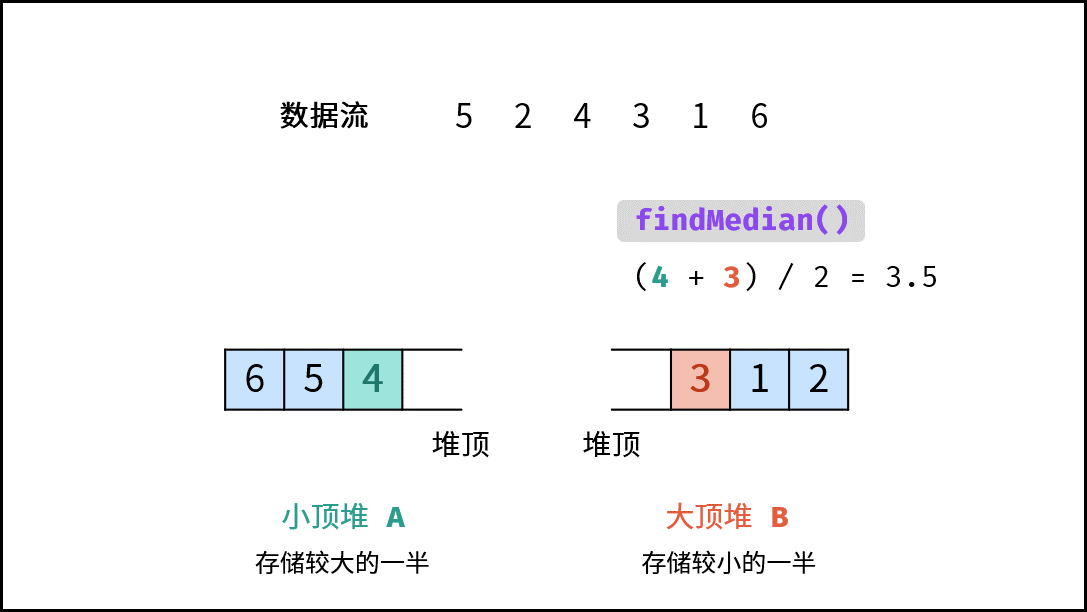 数据流 5 2 4 3 1 6
findMedian()
(4 + 3) / 2 = 3.5
6 5 4 3 1 2
堆顶 堆顶
小顶堆 A 大顶堆 B
存储较大的一半 存储较小的一半